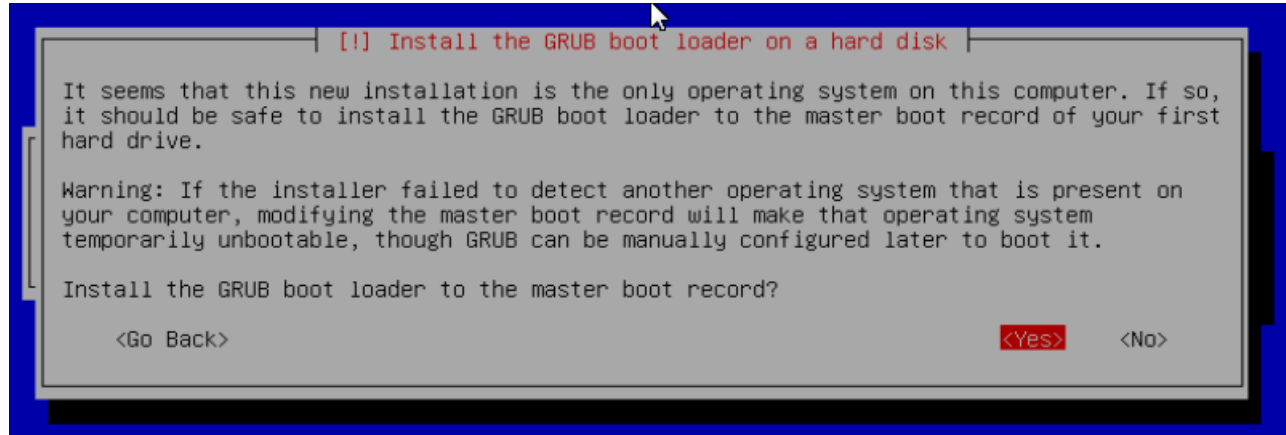 [!] Install the GRUB boot loader on a hard disk
It seems that this new installation is the only operating system on this computer. If so,
it should be safe to install the GRUB boot loader to the master boot record of your first
hard drive.
Warning: If the installer failed to detect another operating system that is present on
your computer, modifying the master boot record will make that operating system
temporarily unbootable, though GRUB can be manually configured later to boot it.
Install the GRUB boot loader to the master boot record?
<Go Back> <Yes> <No>